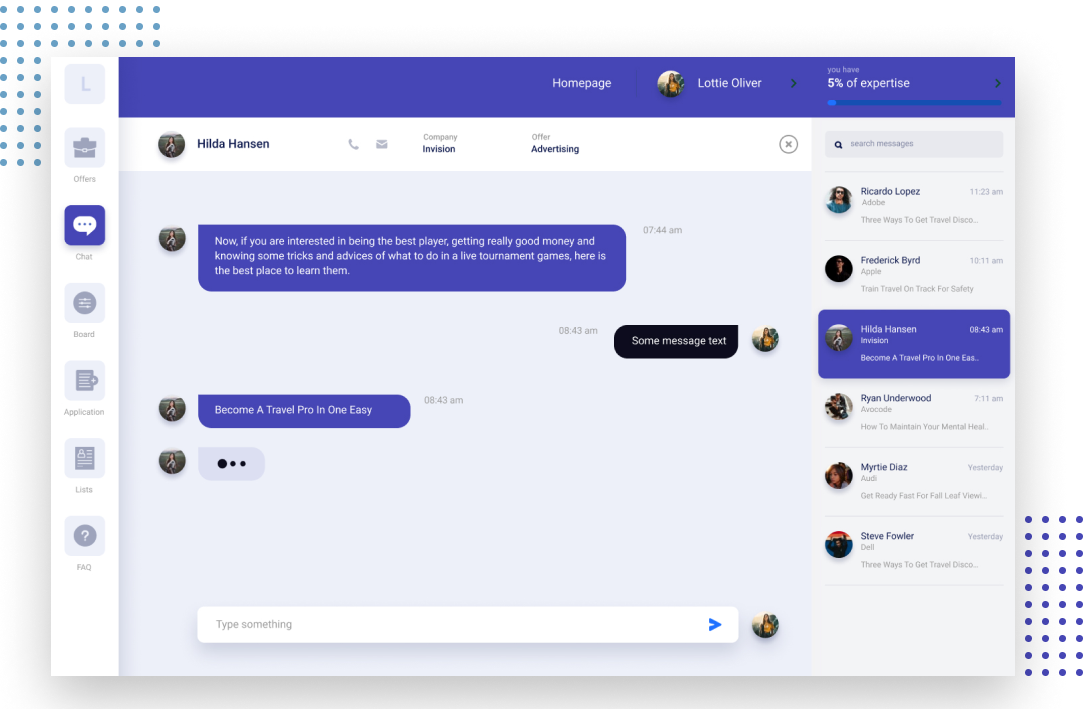 L
Homepage
Lottie Oliver
you have
5% of expertise
Offers
Chat
Board
Application
Lists
FAQ
Hilda Hansen
Company
Invision
Offer
Advertising
07:44 am
Now, if you are interested in being the best player, getting really good money and
knowing some tricks and advices of what to do in a live tournament games, here is
the best place to learn them.
08:43 am
Some message text
Become A Travel Pro In One Easy
08:43 am
Type something
search messages
Ricardo Lopez
11:23 am
Adobe
Three Ways To Get Travel Disco...
Frederick Byrd
10:11 am
Apple
Train Travel On Track For Safety
Hilda Hansen
08:43 am
Invision
Become A Travel Pro In One Eas..
Ryan Underwood
7:11 am
Avocode
How To Maintain Your Mental Heal..
Myrtie Diaz
Yesterday
Audi
Get Ready Fast For Fall Leaf Viewi...
Steve Fowler
Yesterday
Dell
Three Ways To Get Travel Disco...